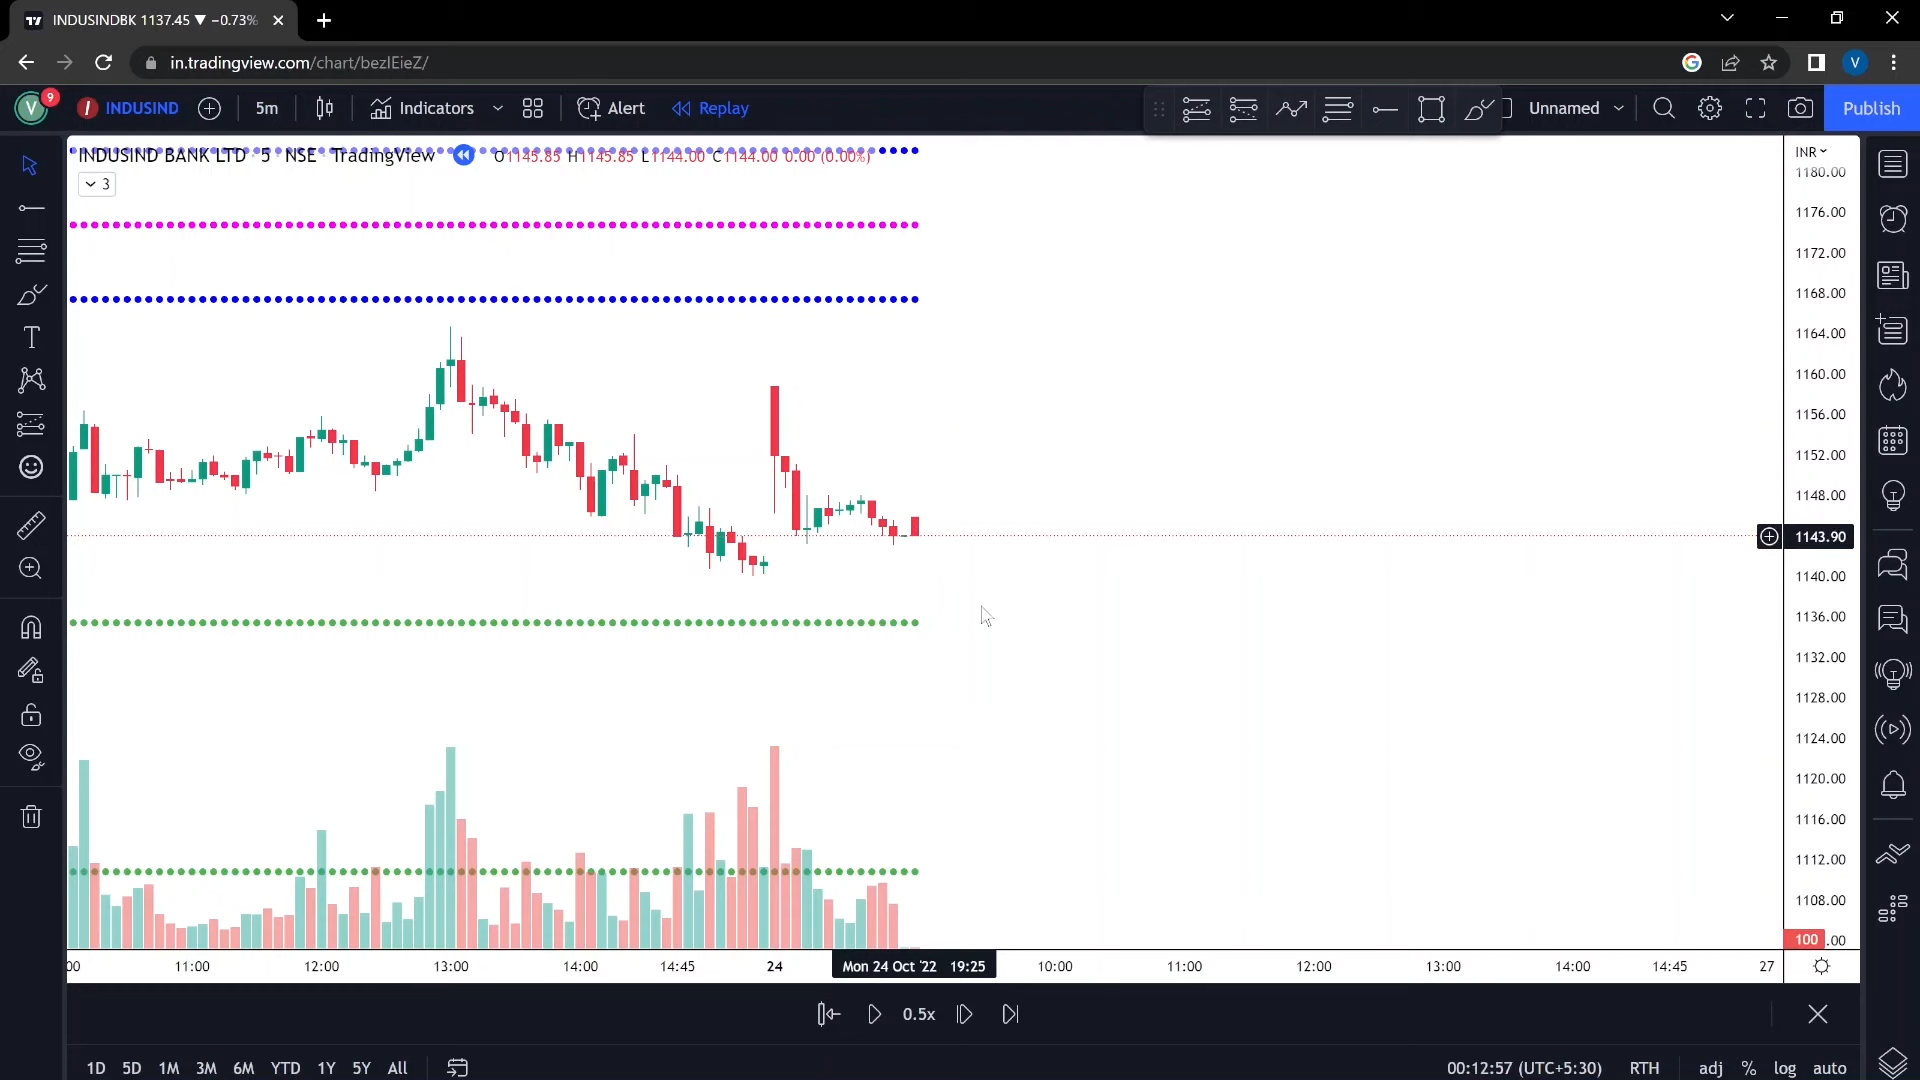 INDUSINDBK 1137.45 ▼ −0.73%
in.tradingview.com/chart/bezIEieZ/
V
V 9 INDUSIND 5m Indicators Alert Replay Unnamed Publish
INDUSIND BANK LTD · 5 · NSE · TradingView O1145.85 H1145.85 L1144.00 C1144.00 0.00 (0.00%)
3
INR
1180.00
1176.00
1172.00
1168.00
1164.00
1160.00
1156.00
1152.00
1148.00
1143.90
1140.00
1136.00
1132.00
1128.00
1124.00
1120.00
1116.00
1112.00
1108.00
100 .00
:00 11:00 12:00 13:00 14:00 14:45 24 Mon 24 Oct '22 19:25 10:00 11:00 12:00 13:00 14:00 14:45 27
0.5x
1D 5D 1M 3M 6M YTD 1Y 5Y All 00:12:57 (UTC+5:30) RTH adj % log auto